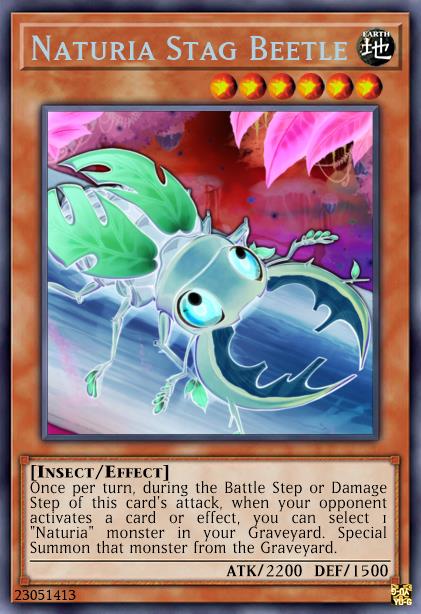 NATURIA STAG BEETLE
EARTH
地
[INSECT/EFFECT]
Once per turn, during the Battle Step or Damage
Step of this card's attack, when your opponent
activates a card or effect, you can select 1
"Naturia" monster in your Graveyard. Special
Summon that monster from the Graveyard.
ATK/2200 DEF/1500
23051413